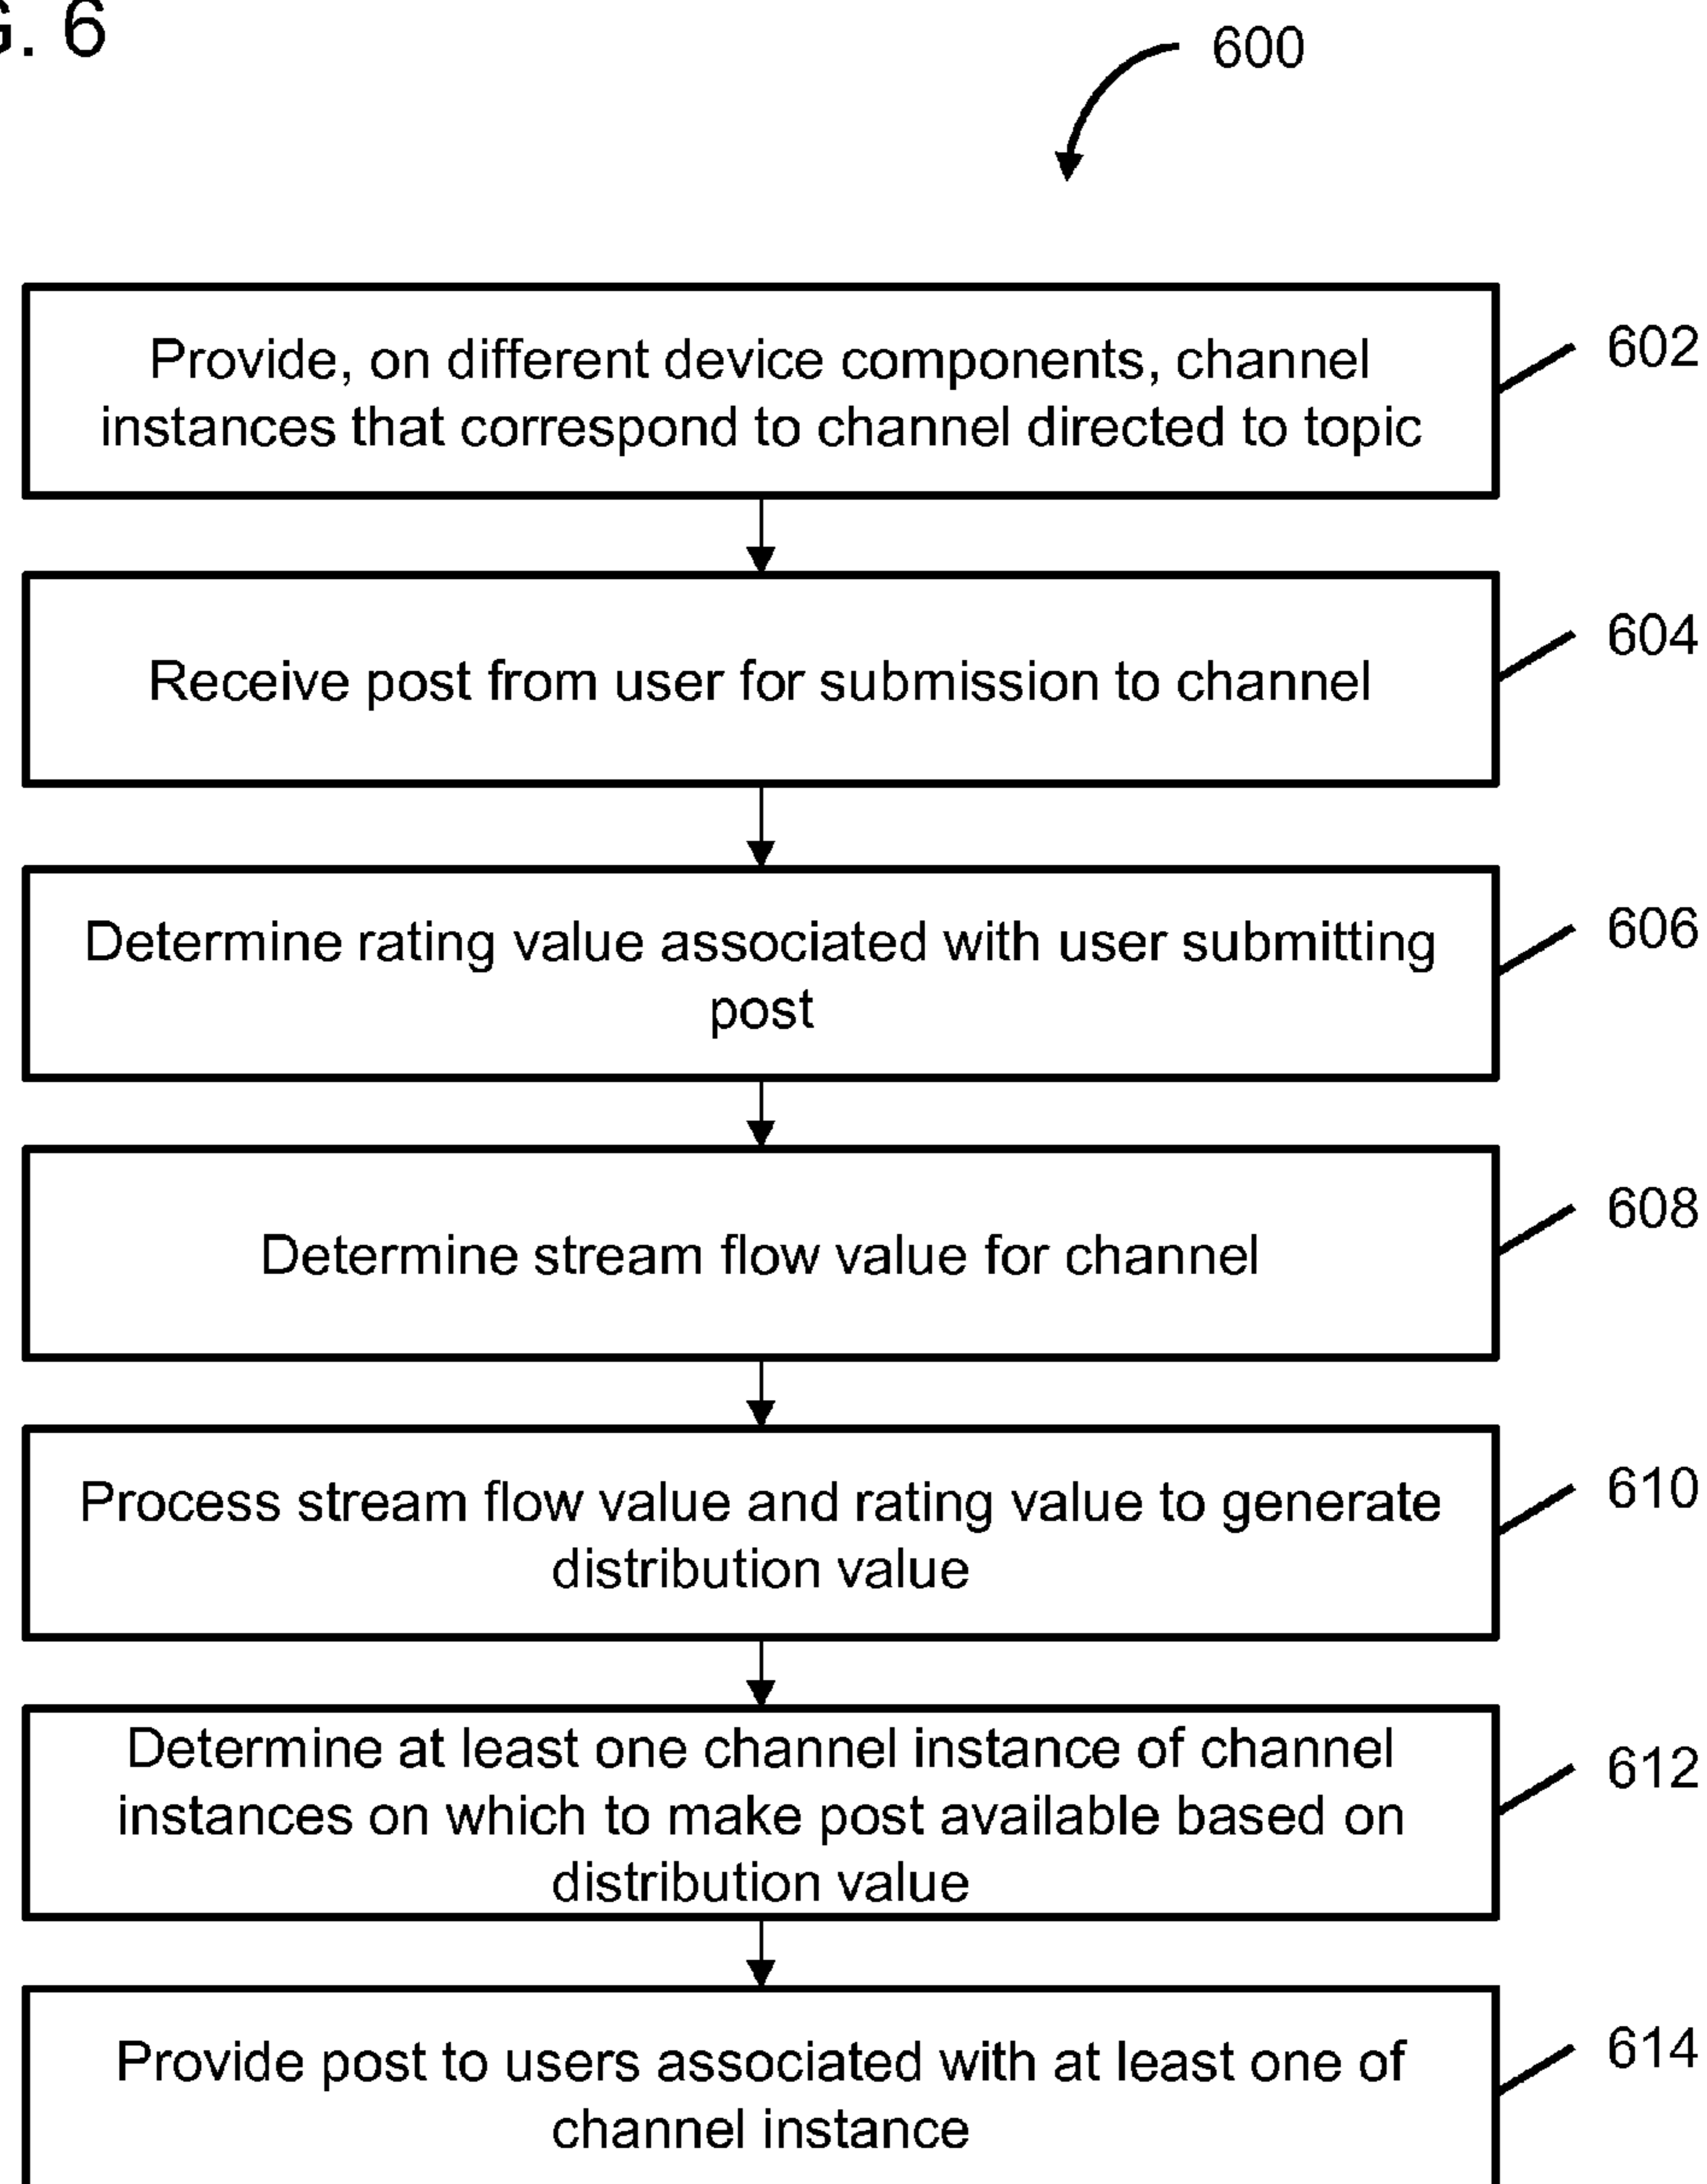 G. 6
600
Provide, on different device components, channel
instances that correspond to channel directed to topic
602
Receive post from user for submission to channel
604
Determine rating value associated with user submitting
post
606
Determine stream flow value for channel
608
Process stream flow value and rating value to generate
distribution value
610
Determine at least one channel instance of channel
instances on which to make post available based on
distribution value
612
Provide post to users associated with at least one of
channel instance
614